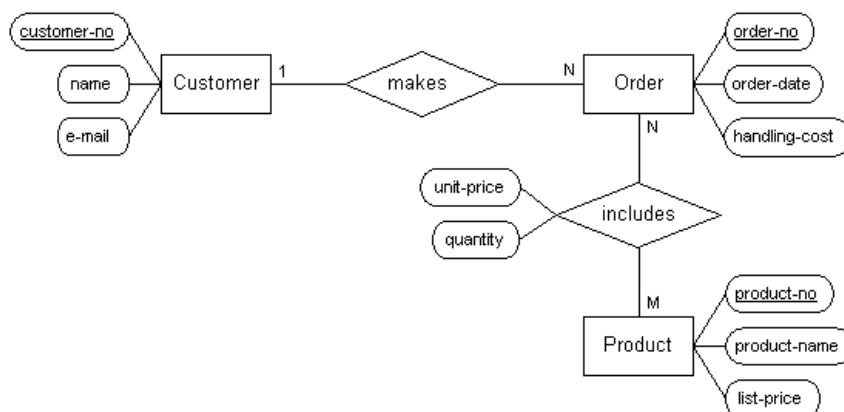 customer-no
name
e-mail
Customer
1
makes
N
Order
order-no
order-date
handling-cost
N
unit-price
quantity
includes
M
Product
product-no
product-name
list-price